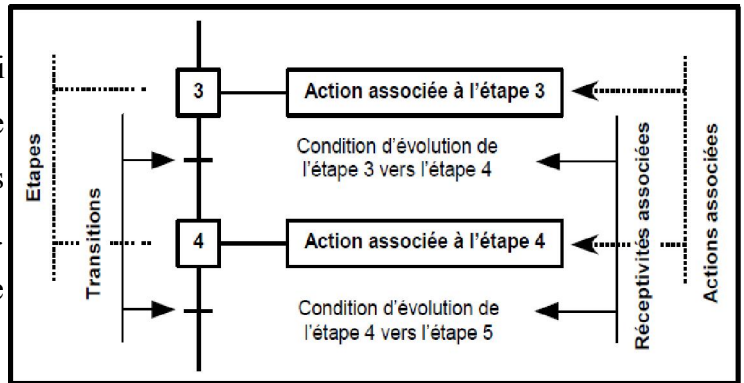 3
Action associée à l'étape 3
Condition d'évolution de
l'étape 3 vers l'étape 4
4
Action associée à l'étape 4
Condition d'évolution de
l'étape 4 vers l'étape 5
Etapes
Transitions
Réceptivités associées
Actions associées